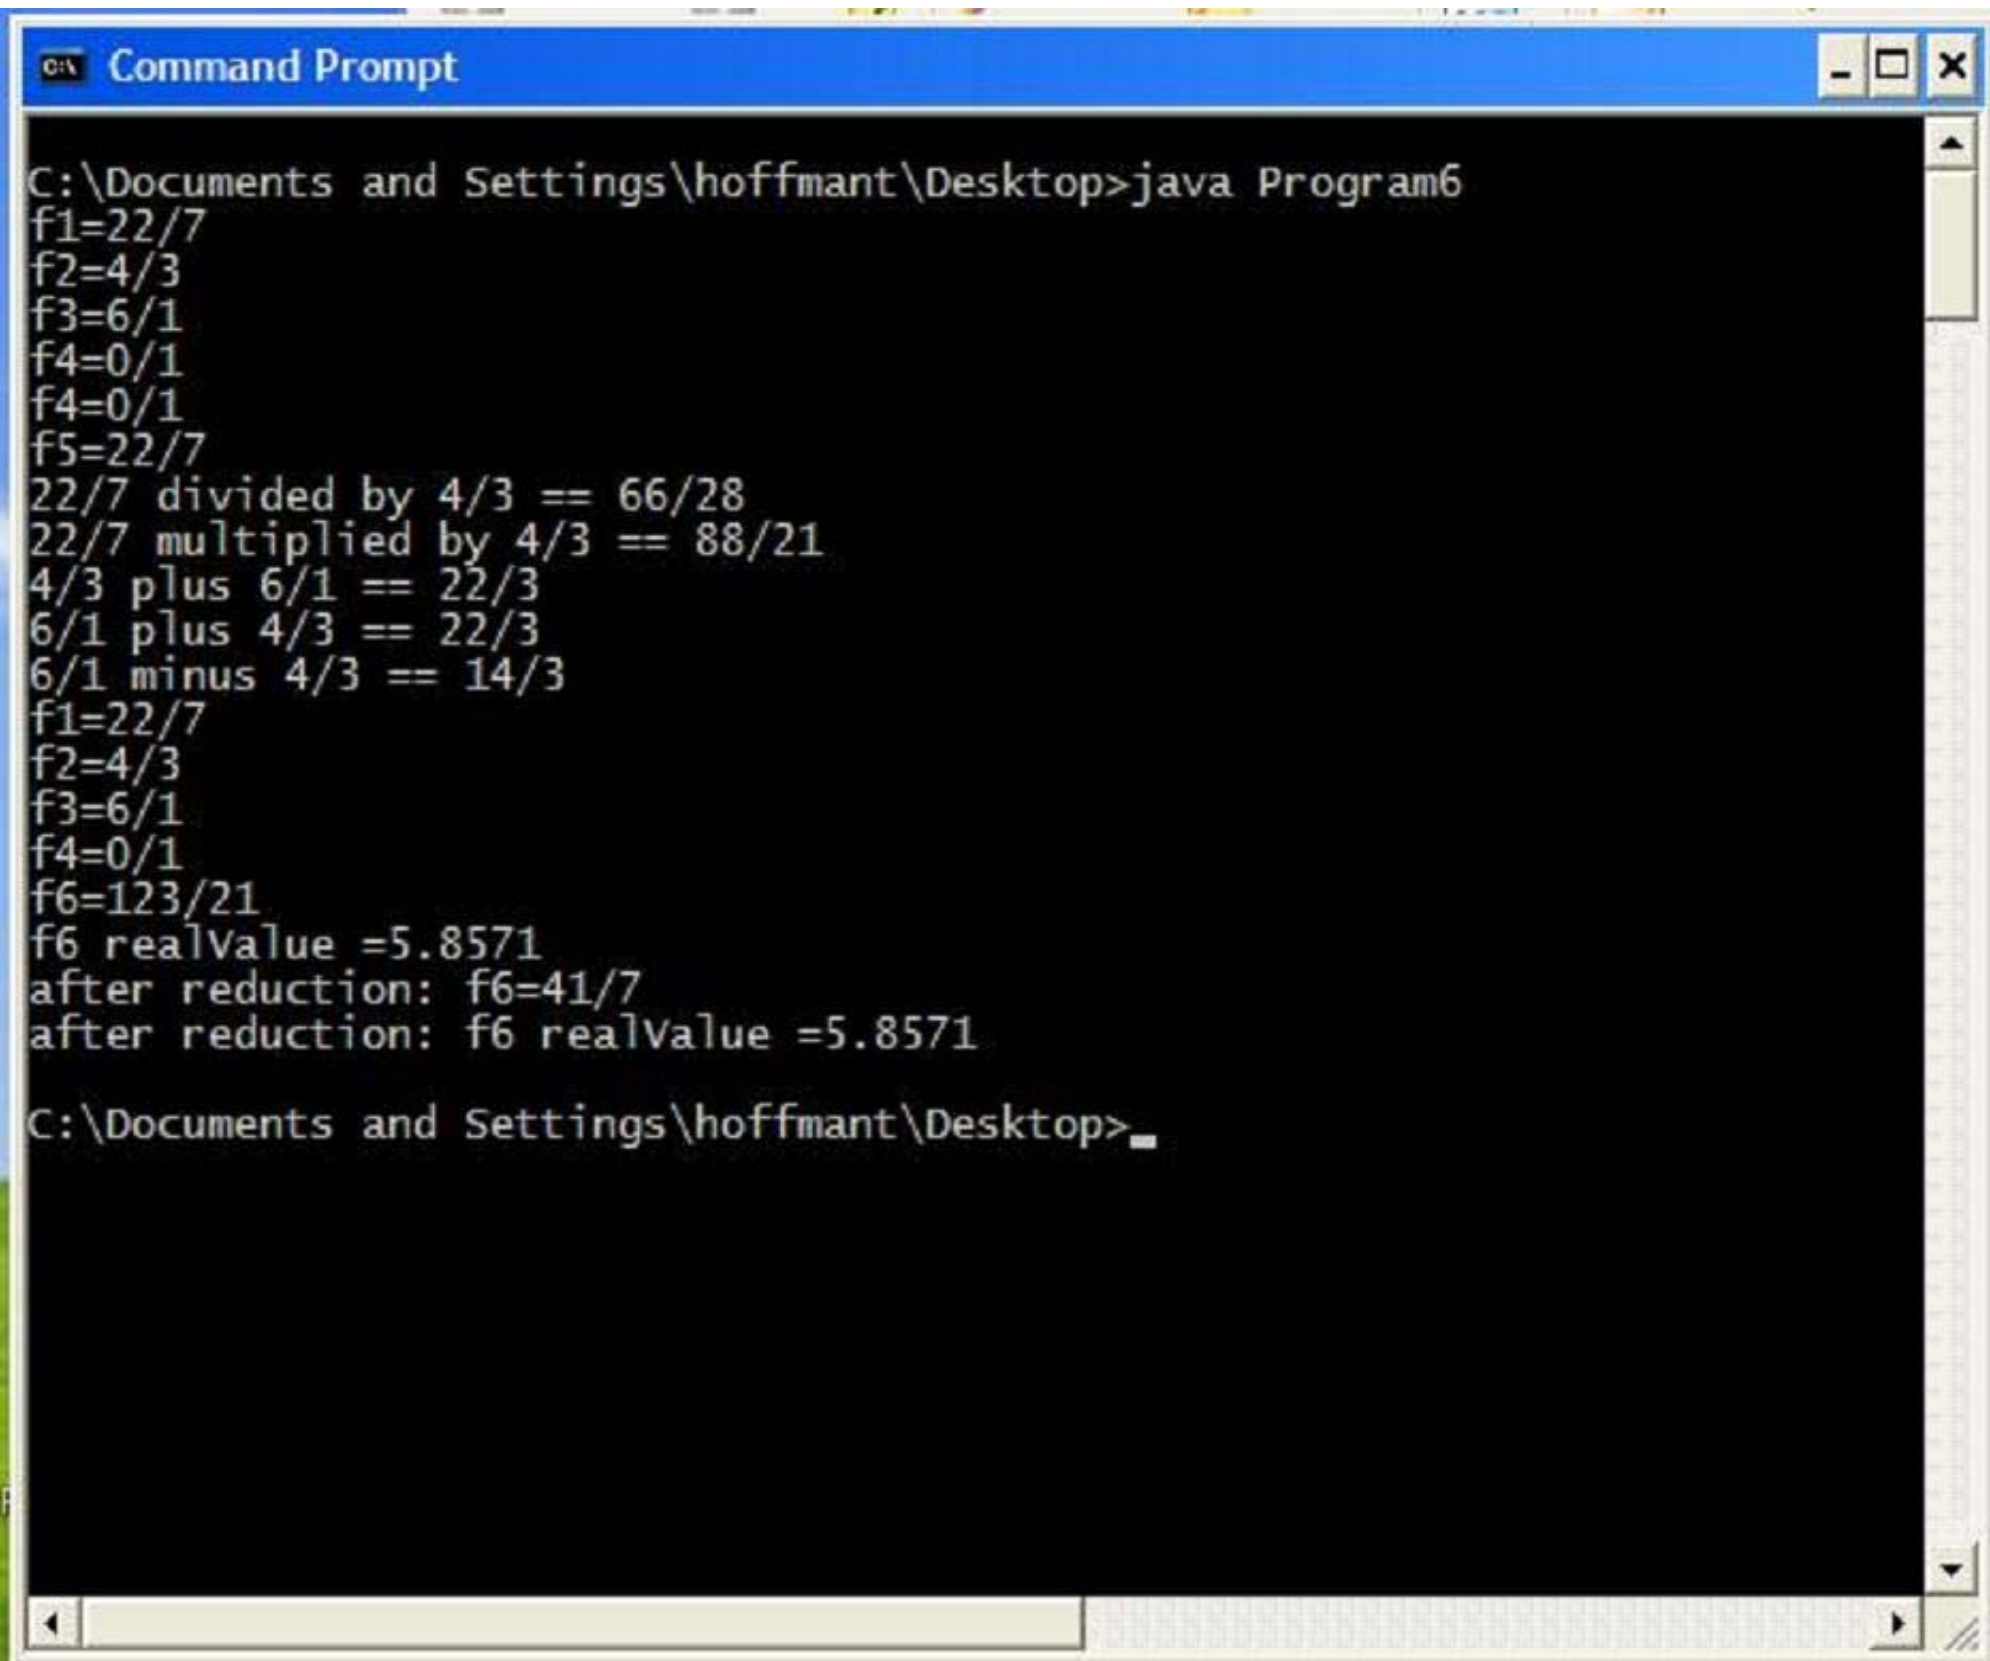 Command Prompt
C:\Documents and Settings\hoffmant\Desktop>java Program6
f1=22/7
f2=4/3
f3=6/1
f4=0/1
f4=0/1
f5=22/7
22/7 divided by 4/3 == 66/28
22/7 multiplied by 4/3 == 88/21
4/3 plus 6/1 == 22/3
6/1 plus 4/3 == 22/3
6/1 minus 4/3 == 14/3
f1=22/7
f2=4/3
f3=6/1
f4=0/1
f6=123/21
f6 realValue =5.8571
after reduction: f6=41/7
after reduction: f6 realValue =5.8571
C:\Documents and Settings\hoffmant\Desktop>_